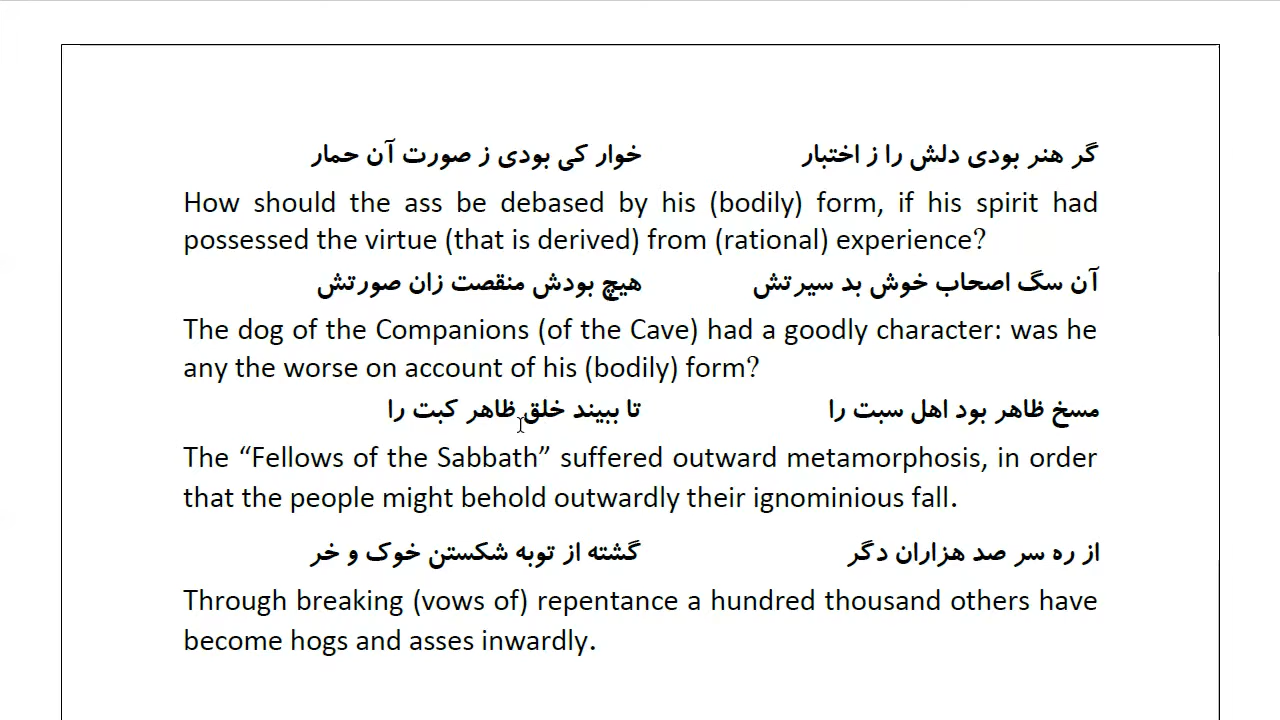 گر هنر بودی دلش را ز اختبار خوار کی بودی ز صورت آن حمار
How should the ass be debased by his (bodily) form, if his spirit had
possessed the virtue (that is derived) from (rational) experience?
آن سگ اصحاب خوش بد سیرتش هیچ بودش منقصت زان صورتش
The dog of the Companions (of the Cave) had a goodly character: was he
any the worse on account of his (bodily) form?
مسخ ظاهر بود اهل سبت را تا ببیند خلق ظاهر کبت را
The “Fellows of the Sabbath” suffered outward metamorphosis, in order
that the people might behold outwardly their ignominious fall.
از ره سر صد هزاران دگر گشته از توبه شکستن خوک و خر
Through breaking (vows of) repentance a hundred thousand others have
become hogs and asses inwardly.